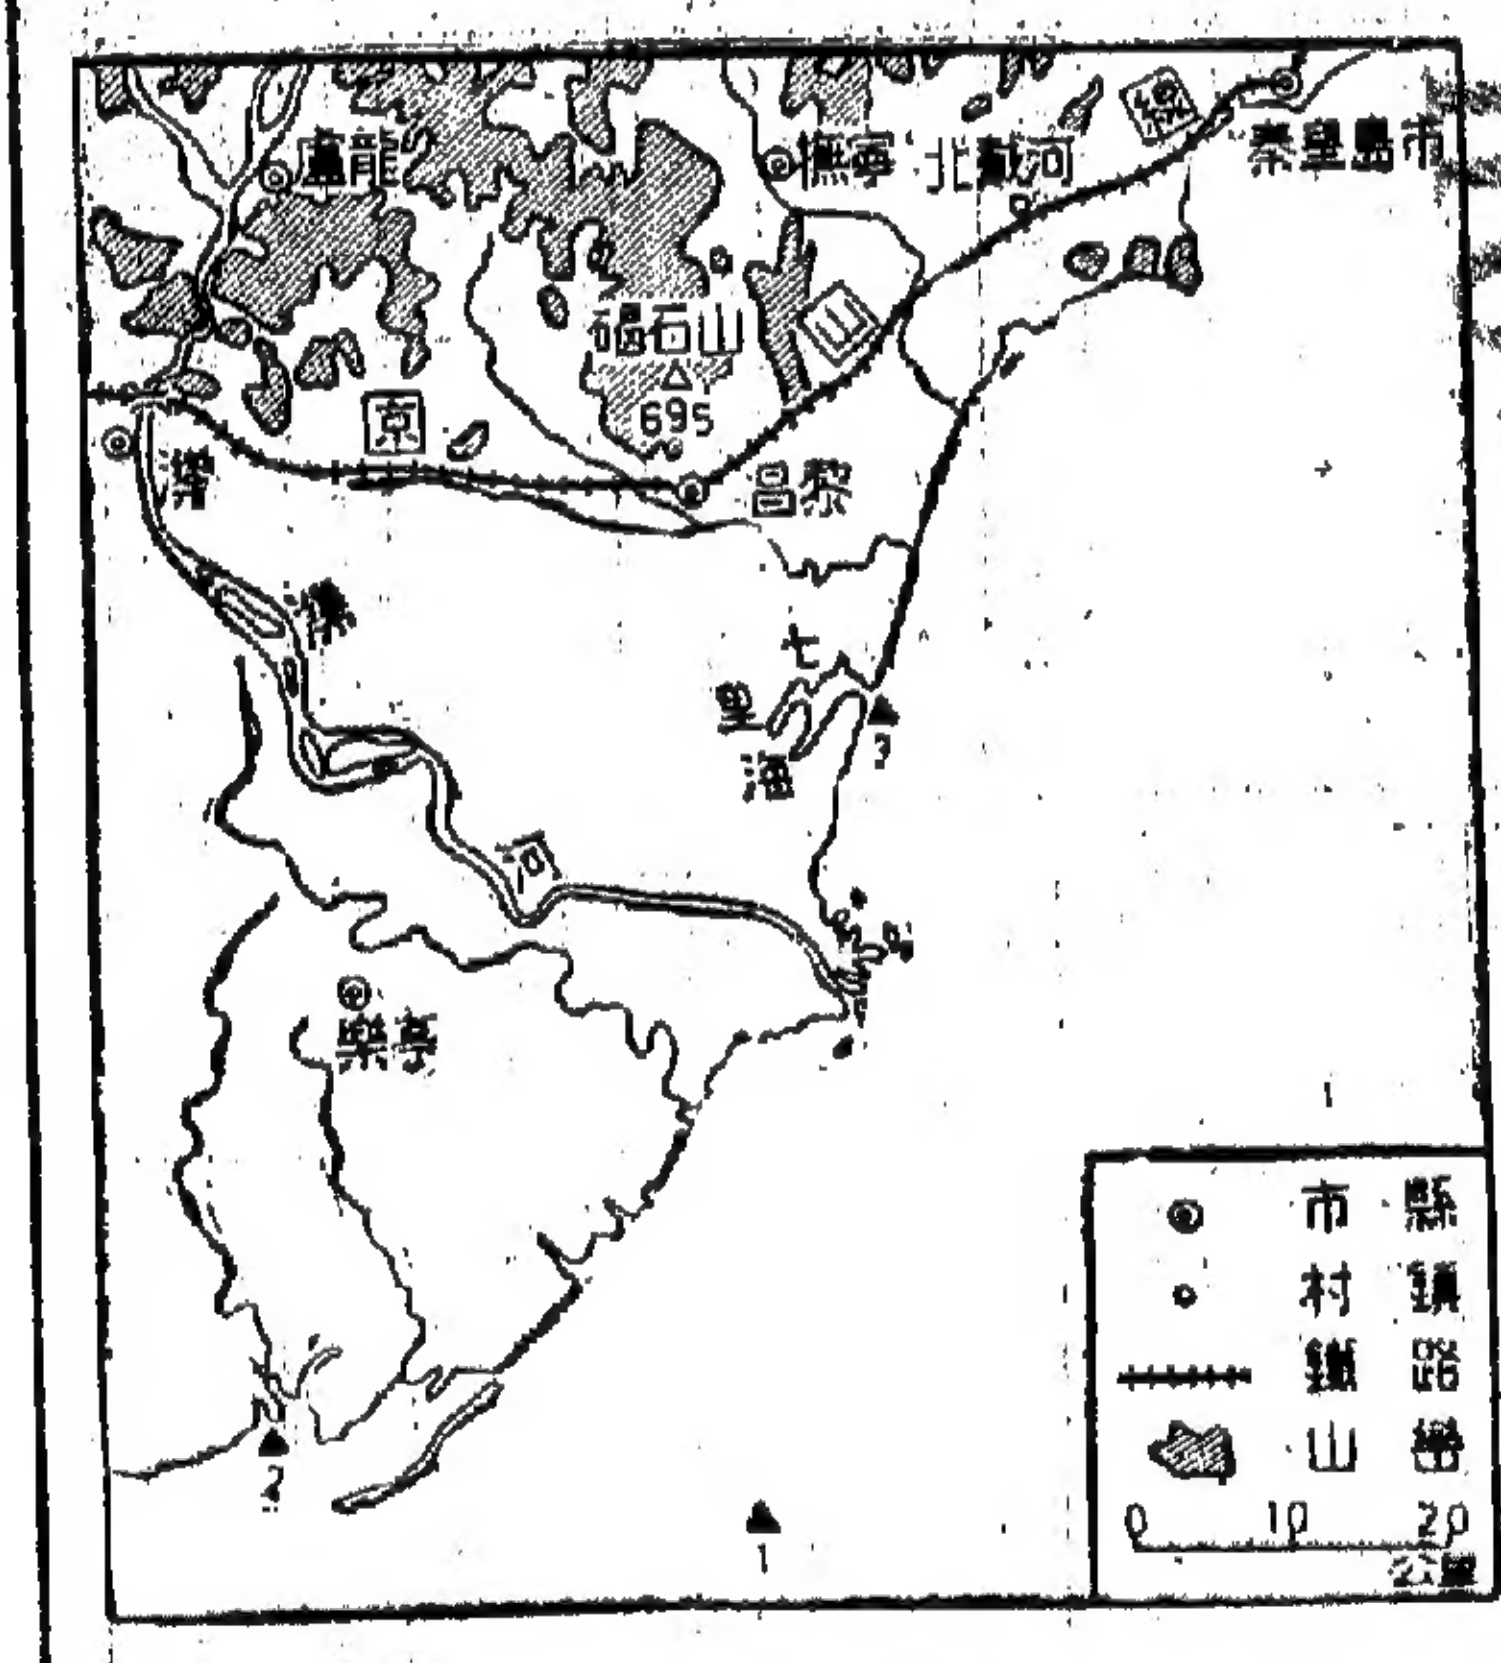 秦皇島市
線
盧龍
撫寧
北戴河
碣石山
山
695
京
昌黎
灤
灤
七
里
海
3
河
樂亭
2
1
市 縣
村 鎮
鐵 路
山 巒
0 10 20
公里